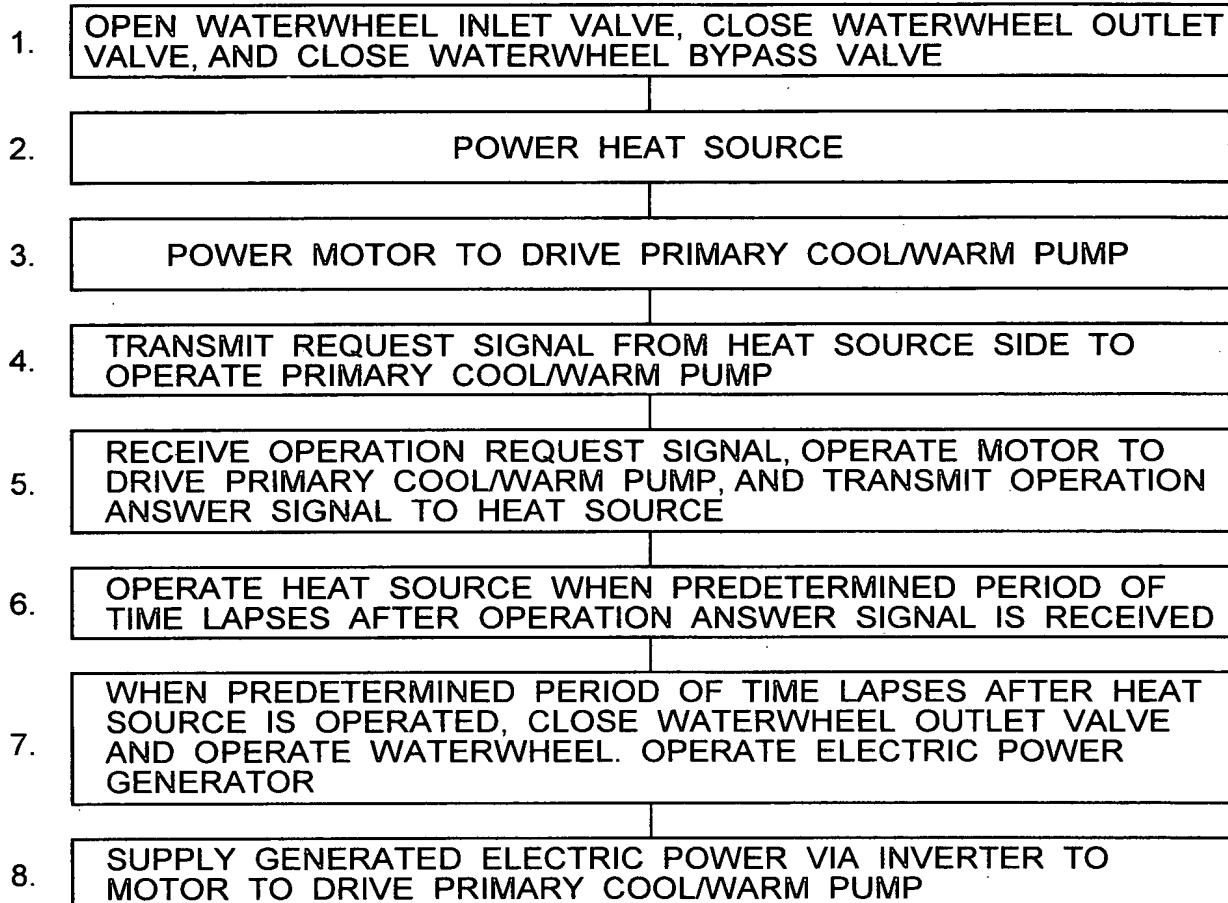 1. OPEN WATERWHEEL INLET VALVE, CLOSE WATERWHEEL OUTLET
VALVE, AND CLOSE WATERWHEEL BYPASS VALVE
2. POWER HEAT SOURCE
3. POWER MOTOR TO DRIVE PRIMARY COOL/WARM PUMP
4. TRANSMIT REQUEST SIGNAL FROM HEAT SOURCE SIDE TO
OPERATE PRIMARY COOL/WARM PUMP
5. RECEIVE OPERATION REQUEST SIGNAL, OPERATE MOTOR TO
DRIVE PRIMARY COOL/WARM PUMP, AND TRANSMIT OPERATION
ANSWER SIGNAL TO HEAT SOURCE
6. OPERATE HEAT SOURCE WHEN PREDETERMINED PERIOD OF
TIME LAPSES AFTER OPERATION ANSWER SIGNAL IS RECEIVED
7. WHEN PREDETERMINED PERIOD OF TIME LAPSES AFTER HEAT
SOURCE IS OPERATED, CLOSE WATERWHEEL OUTLET VALVE
AND OPERATE WATERWHEEL. OPERATE ELECTRIC POWER
GENERATOR
8. SUPPLY GENERATED ELECTRIC POWER VIA INVERTER TO
MOTOR TO DRIVE PRIMARY COOL/WARM PUMP